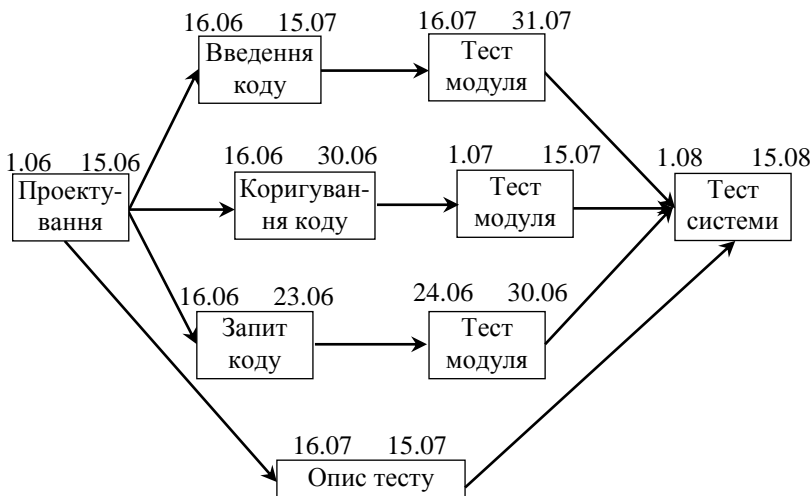 16.06 15.07
Введення
коду
16.07 31.07
Тест
модуля
1.06 15.06
Проекту-
вання
16.06 30.06
Коригуван-
ня коду
1.07 15.07
Тест
модуля
1.08 15.08
Тест
системи
16.06 23.06
Запит
коду
24.06 30.06
Тест
модуля
16.07 15.07
Опис тесту